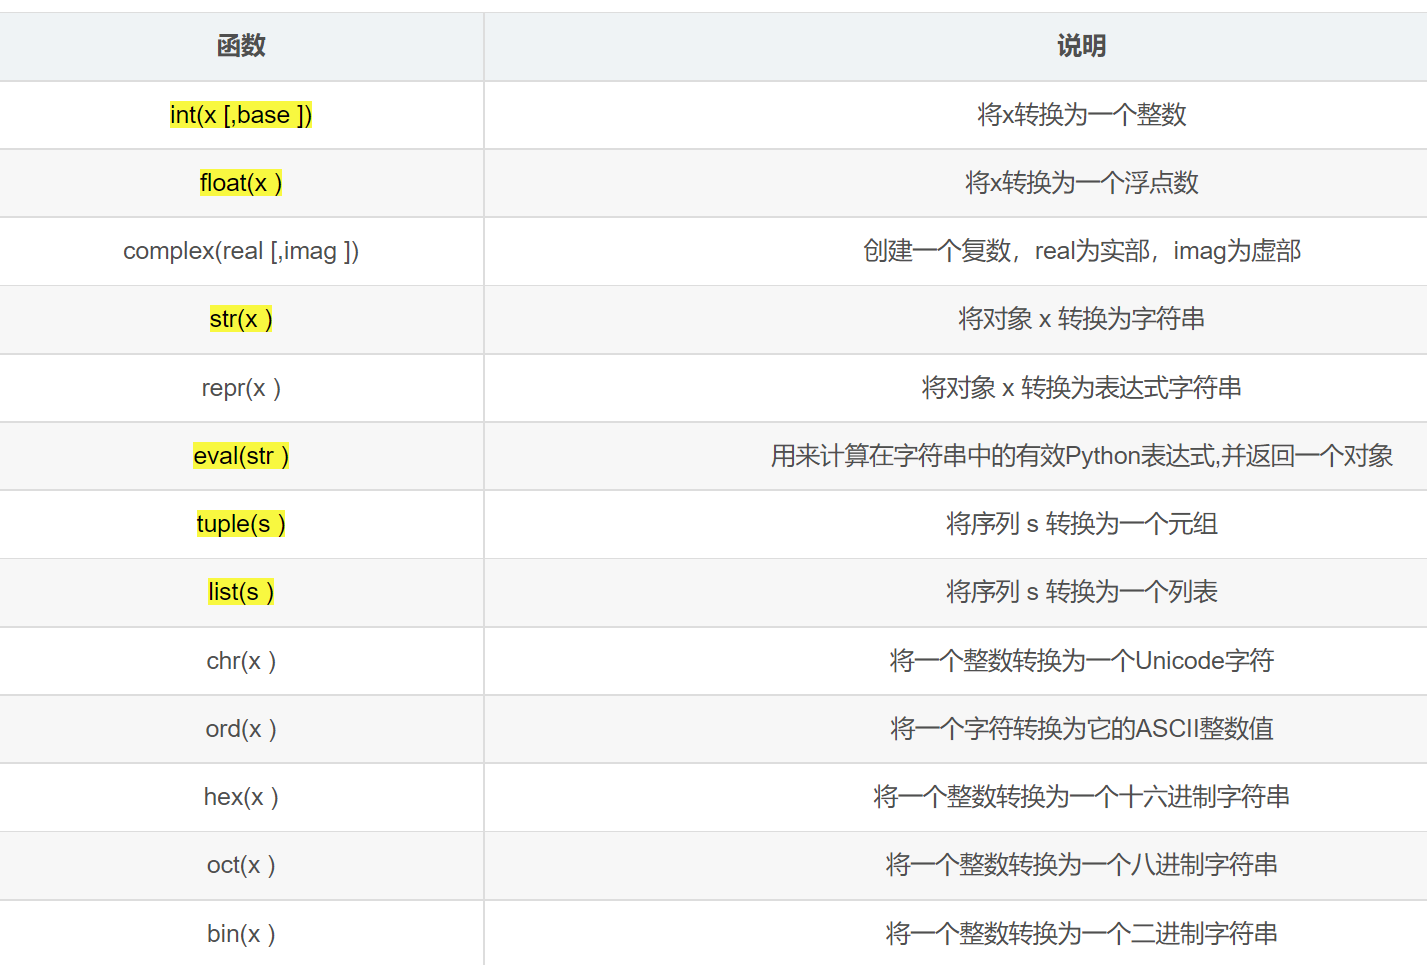 函数 说明
int(x [,base ]) 将x转换为一个整数
float(x ) 将x转换为一个浮点数
complex(real [,imag ]) 创建一个复数，real为实部，imag为虚部
str(x ) 将对象 x 转换为字符串
repr(x ) 将对象 x 转换为表达式字符串
eval(str ) 用来计算在字符串中的有效Python表达式,并返回一个对象
tuple(s ) 将序列 s 转换为一个元组
list(s ) 将序列 s 转换为一个列表
chr(x ) 将一个整数转换为一个Unicode字符
ord(x ) 将一个字符转换为它的ASCII整数值
hex(x ) 将一个整数转换为一个十六进制字符串
oct(x ) 将一个整数转换为一个八进制字符串
bin(x ) 将一个整数转换为一个二进制字符串